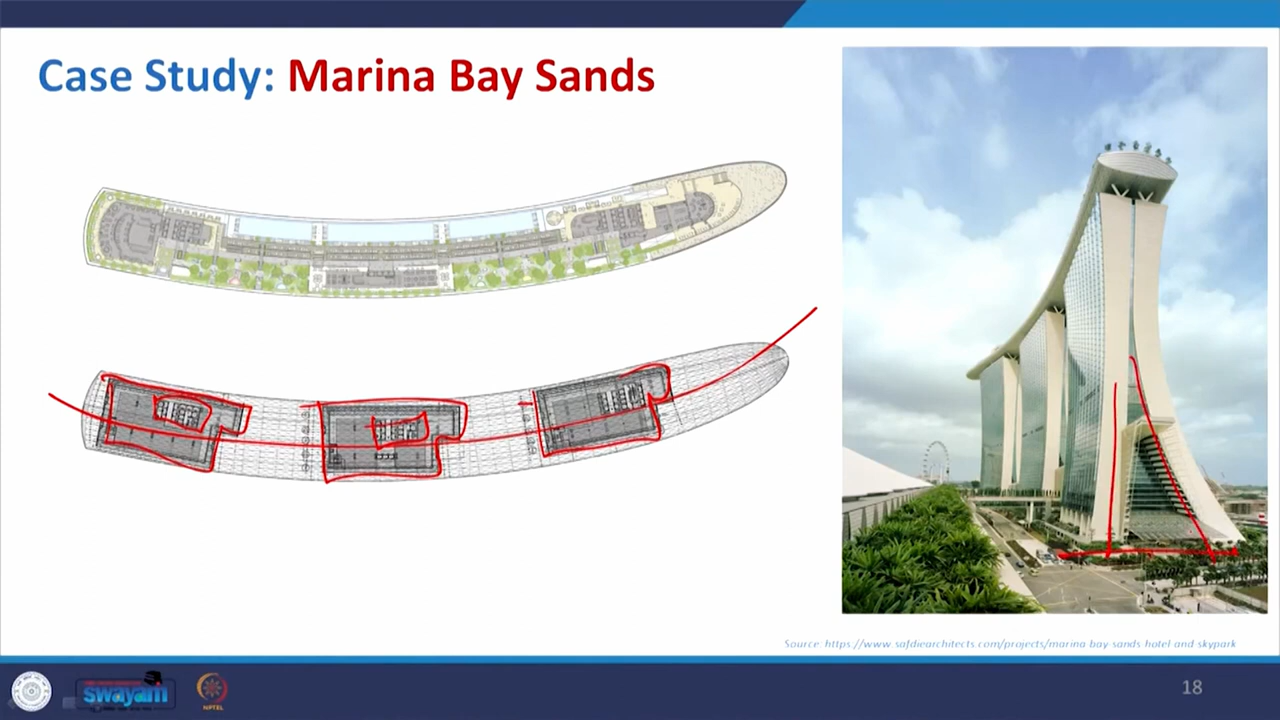 Case Study: Marina Bay Sands
Source: https://www.safdiearchitects.com/projects/marina-bay-sands-hotel and skypark
swayam
NPTEL
18